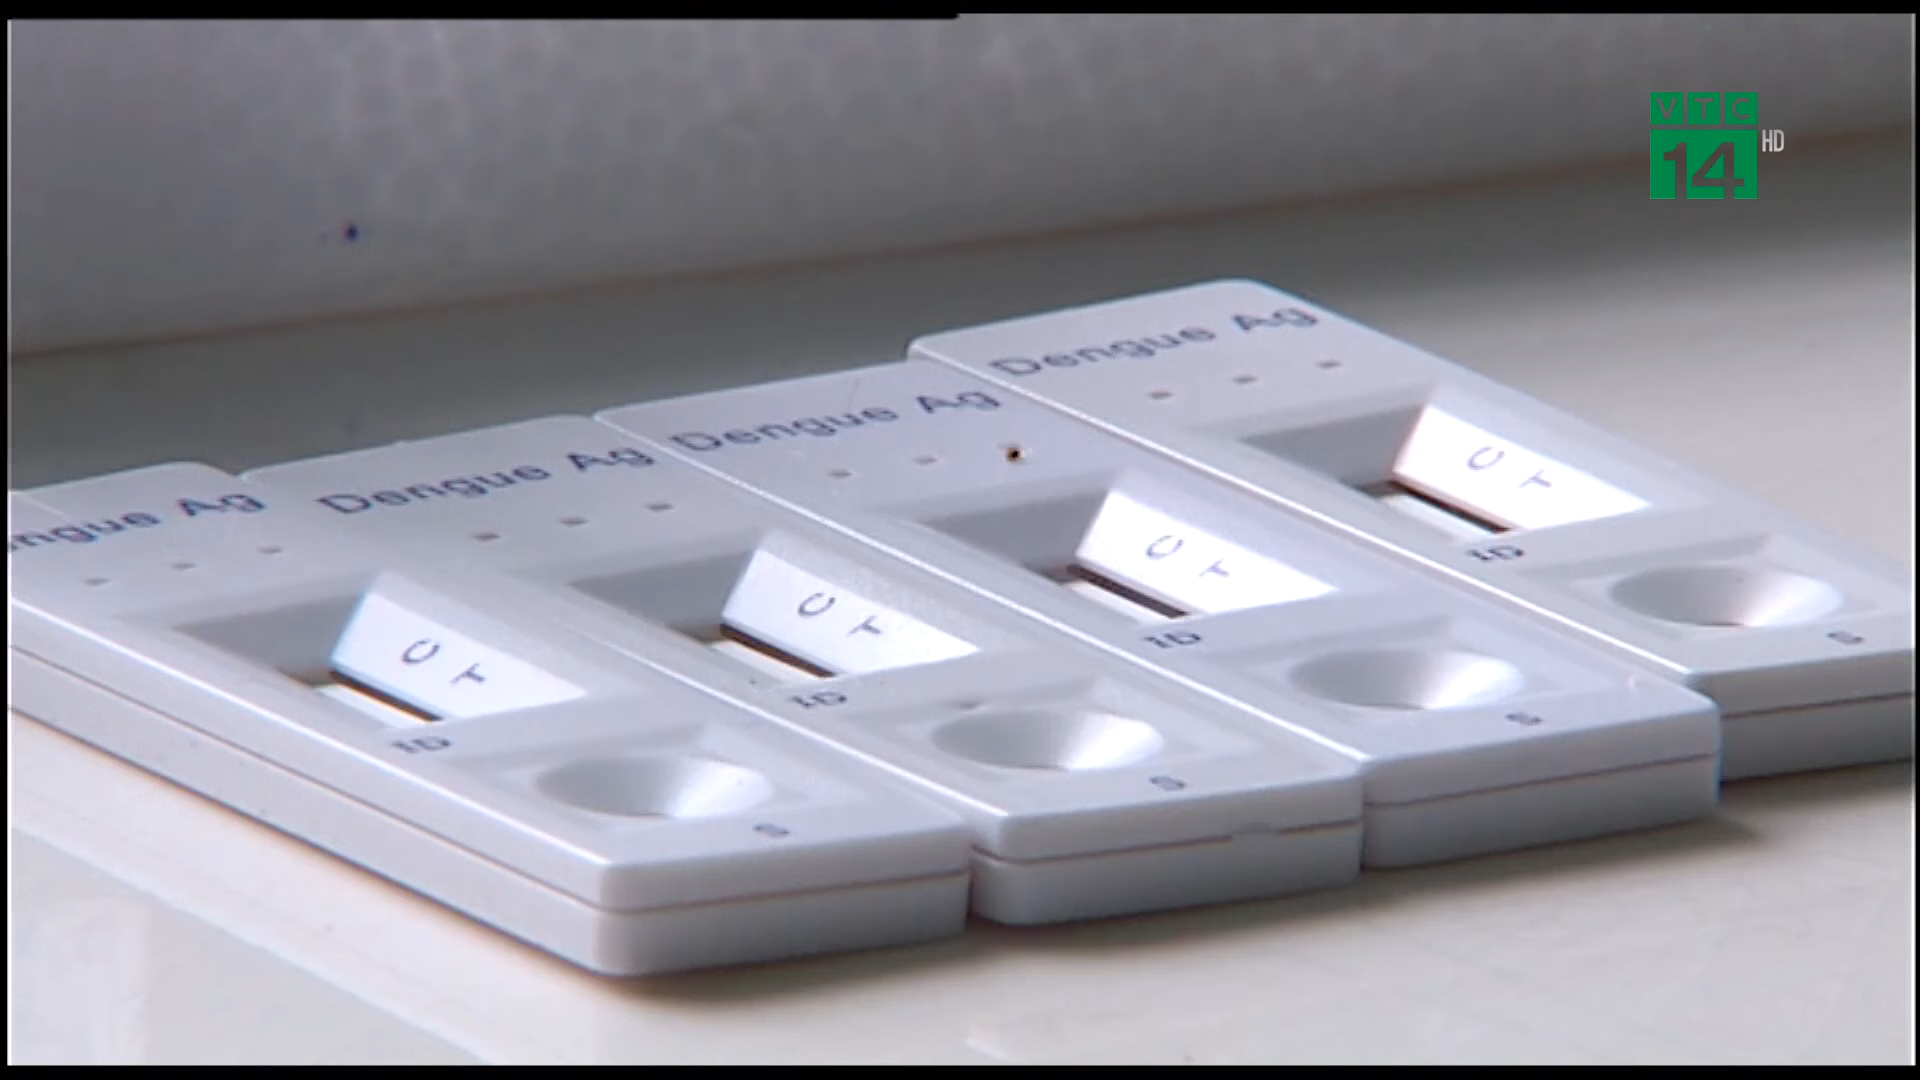 VTC
14 HD
Dengue Ag
C T
ID
S
Dengue Ag
C T
ID
S
Dengue Ag
C T
ID
S
ngue Ag
C T
ID
S